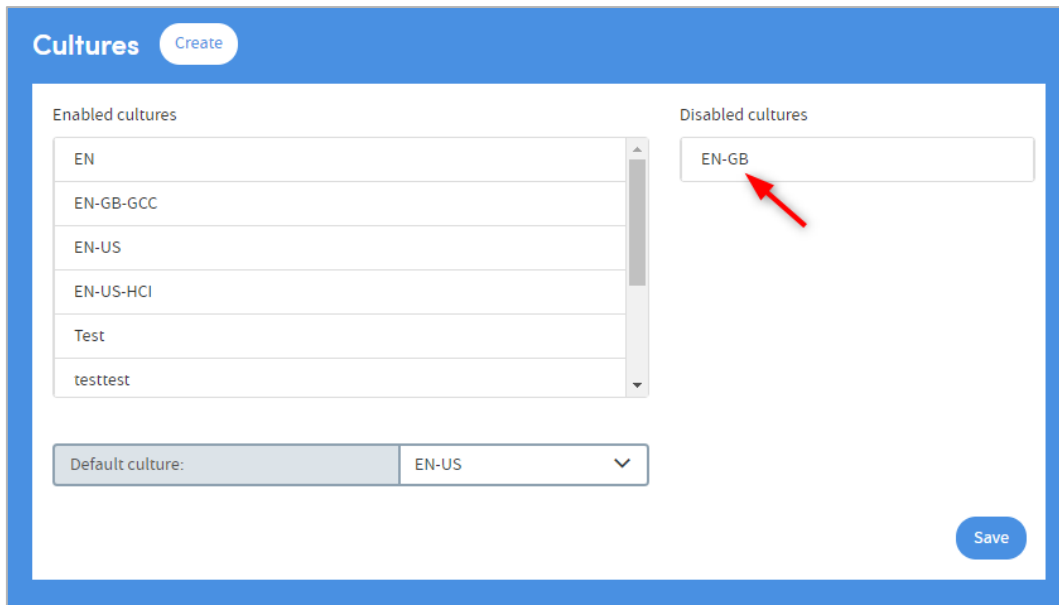 Cultures Create
Enabled cultures
EN
EN-GB-GCC
EN-US
EN-US-HCI
Test
testtest
Default culture: EN-US
Disabled cultures
EN-GB
Save